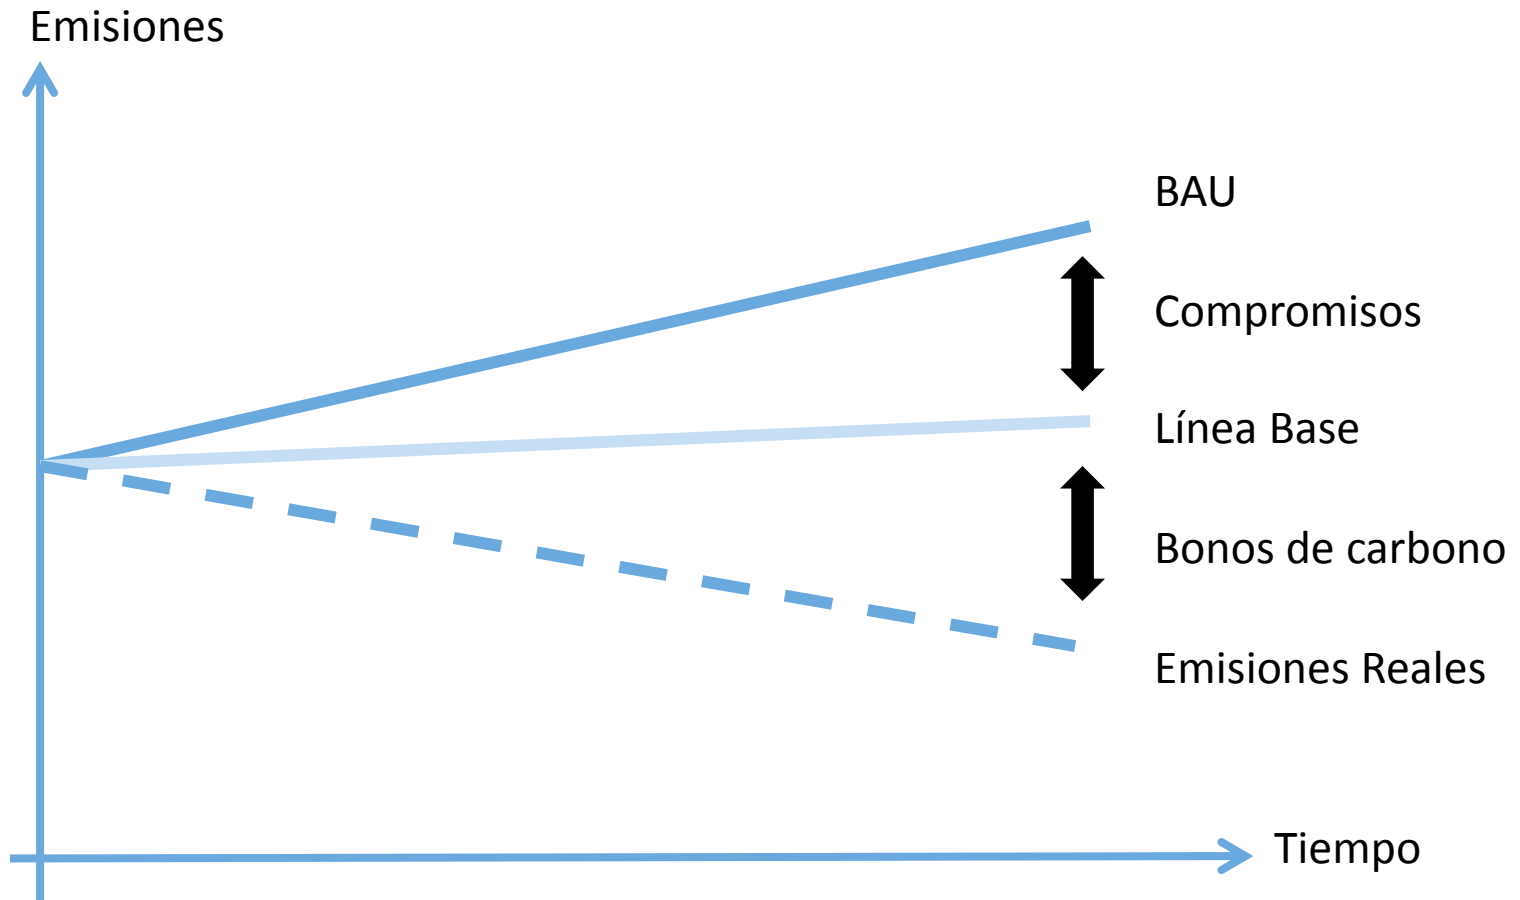 Emisiones
BAU
Compromisos
Línea Base
Bonos de carbono
Emisiones Reales
Tiempo